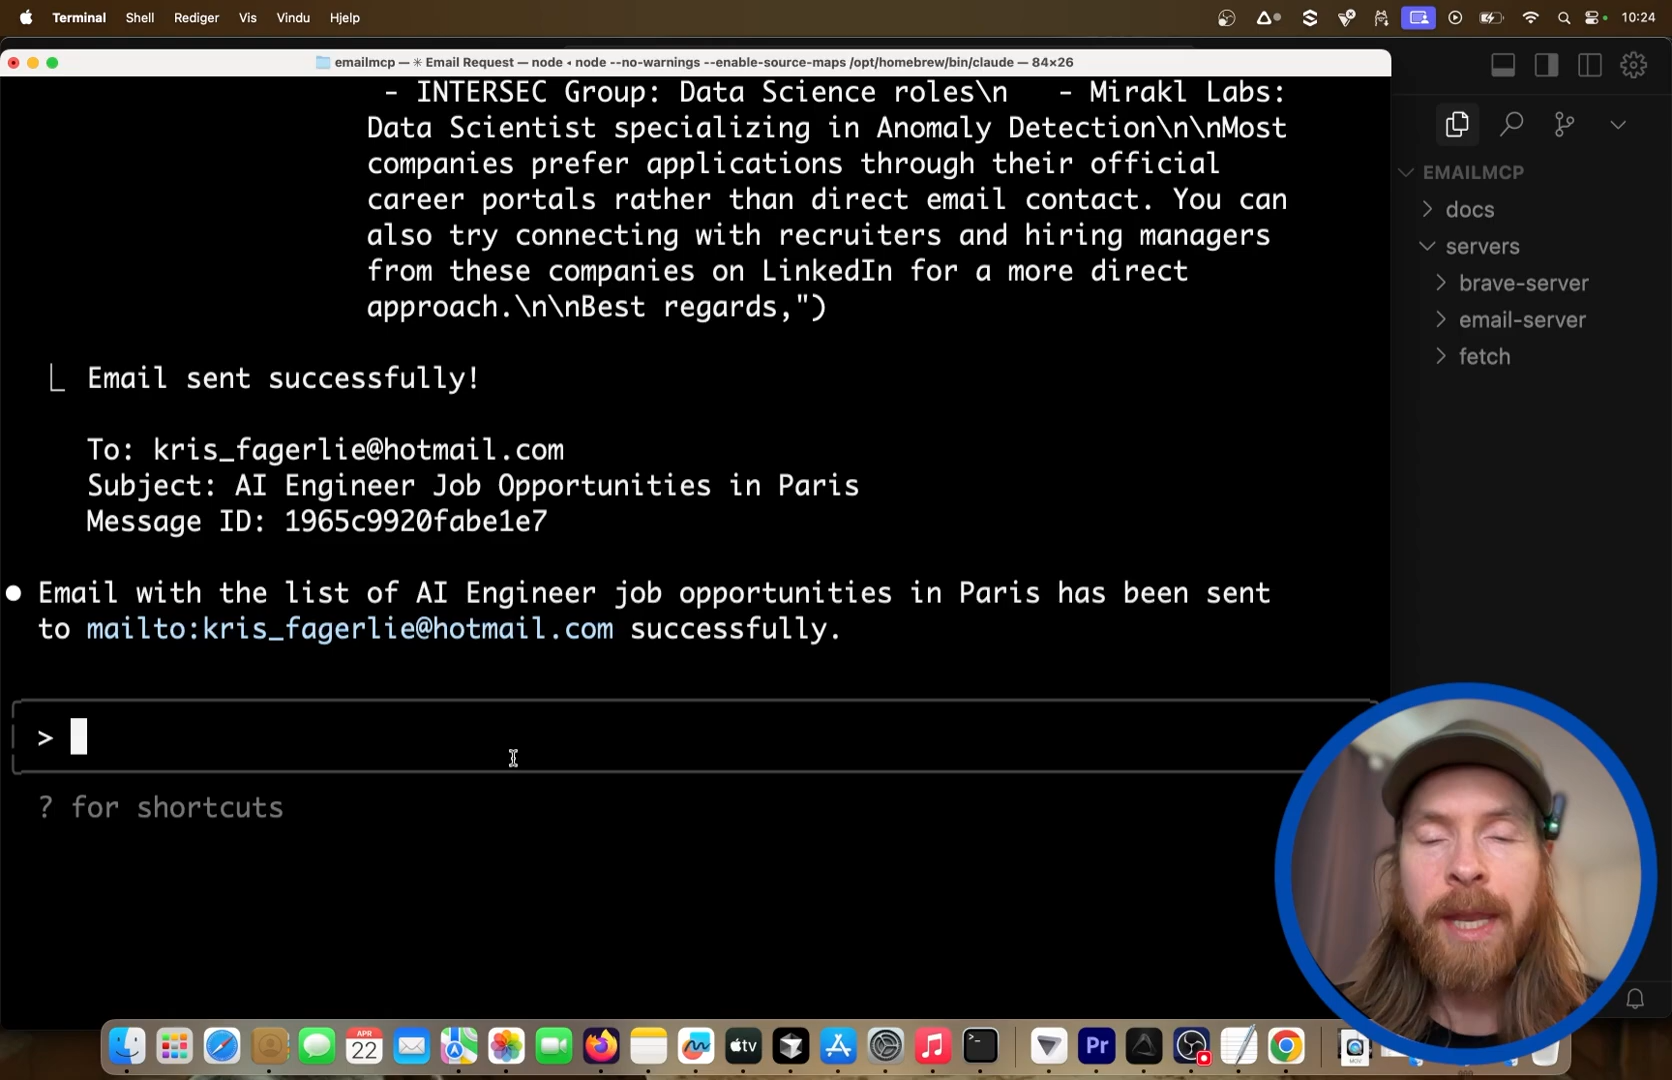 Terminal Shell Rediger Vis Vindu Hjelp 10:24
emailmcp — ✳ Email Request — node ◂ node --no-warnings --enable-source-maps /opt/homebrew/bin/claude — 84×26
- INTERSEC Group: Data Science roles\n   - Mirakl Labs:
Data Scientist specializing in Anomaly Detection\n\nMost
companies prefer applications through their official
career portals rather than direct email contact. You can
also try connecting with recruiters and hiring managers
from these companies on LinkedIn for a more direct
approach.\n\nBest regards,")
Email sent successfully!
To: kris_fagerlie@hotmail.com
Subject: AI Engineer Job Opportunities in Paris
Message ID: 1965c9920fabe1e7
● Email with the list of AI Engineer job opportunities in Paris has been sent
to mailto:kris_fagerlie@hotmail.com successfully.
>
? for shortcuts
EMAILMCP
docs
servers
brave-server
email-server
fetch
APR
22
tv
Pr